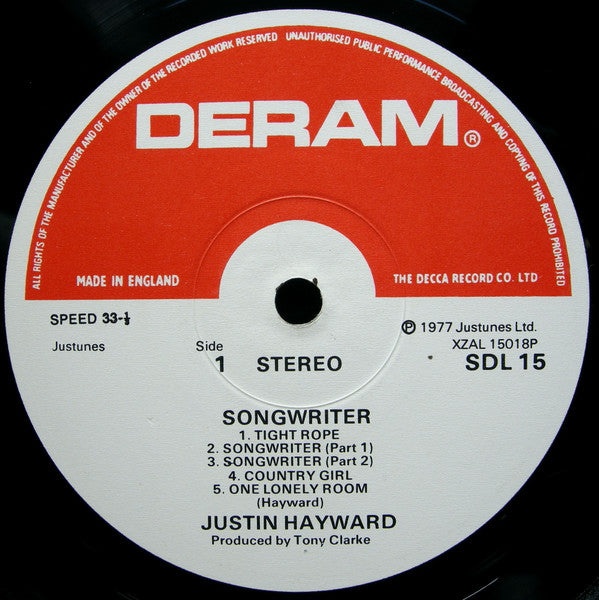 ALL RIGHTS OF THE MANUFACTURER AND OF THE OWNER OF THE RECORDED WORK RESERVED UNAUTHORISED PUBLIC PERFORMANCE BROADCASTING AND COPYING OF THIS RECORD PROHIBITED
DERAM®
MADE IN ENGLAND THE DECCA RECORD CO. LTD
SPEED 33-⅓ ℗ 1977 Justunes Ltd.
Justunes Side XZAL 15018P
1 STEREO SDL 15
SONGWRITER
1. TIGHT ROPE
2. SONGWRITER (Part 1)
3. SONGWRITER (Part 2)
4. COUNTRY GIRL
5. ONE LONELY ROOM
(Hayward)
JUSTIN HAYWARD
Produced by Tony Clarke